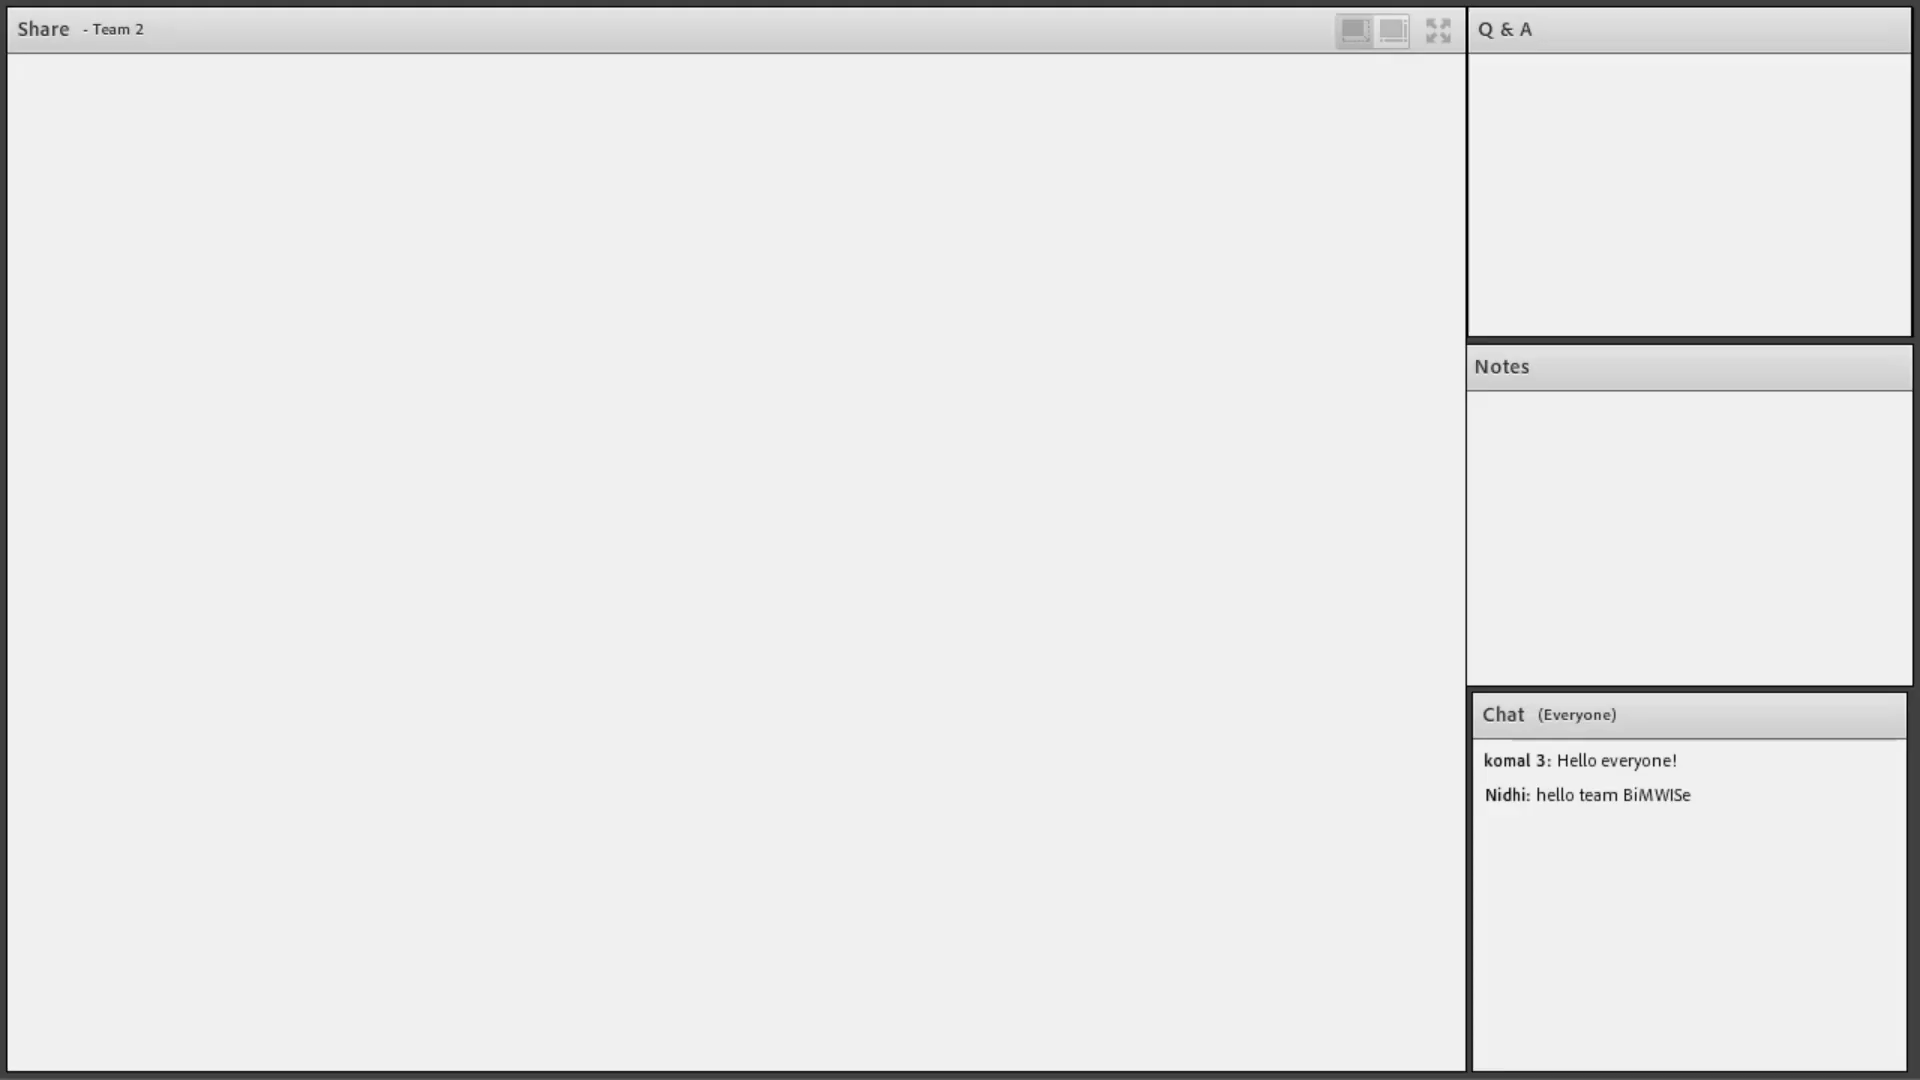 Share - Team 2
Q & A
Notes
Chat (Everyone)
komal 3: Hello everyone!
Nidhi: hello team BiMWISe